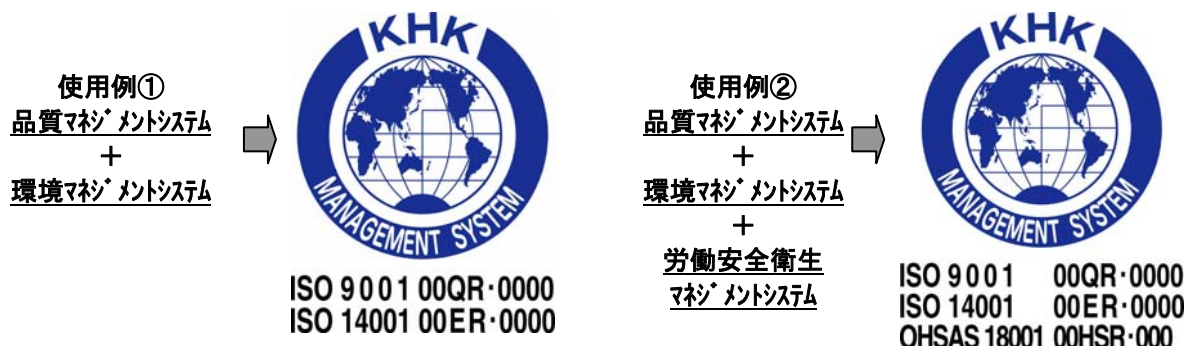 使用例①
品質ﾏﾈｼﾞﾒﾝﾄｼｽﾃﾑ
＋
環境ﾏﾈｼﾞﾒﾝﾄｼｽﾃﾑ
KHK
MANAGEMENT SYSTEM
ISO 9001 00QR·0000
ISO 14001 00ER·0000
使用例②
品質ﾏﾈｼﾞﾒﾝﾄｼｽﾃﾑ
＋
環境ﾏﾈｼﾞﾒﾝﾄｼｽﾃﾑ
＋
労働安全衛生
ﾏﾈｼﾞﾒﾝﾄｼｽﾃﾑ
KHK
MANAGEMENT SYSTEM
ISO 9001 00QR·0000
ISO 14001 00ER·0000
OHSAS 18001 00HSR·000